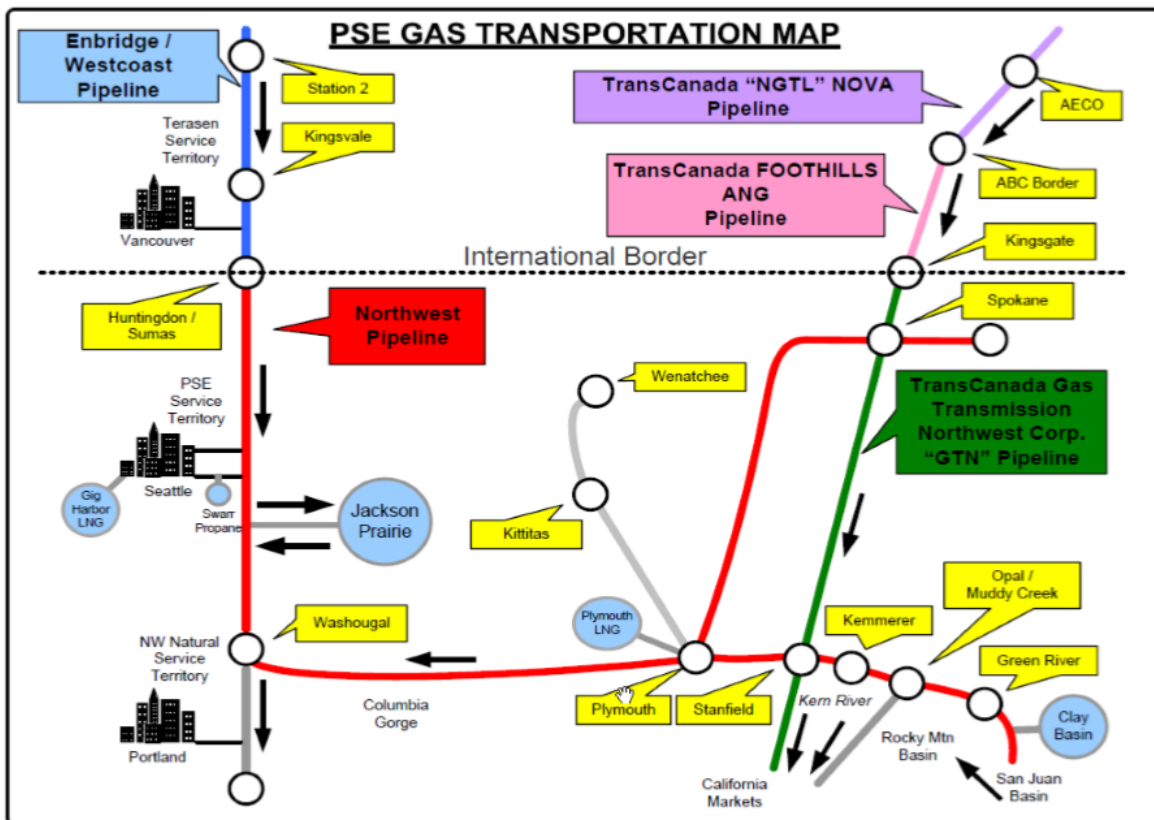 PSE GAS TRANSPORTATION MAP
Enbridge /
Westcoast
Pipeline
Station 2
Terasen
Service
Territory
Kingsvale
Vancouver
TransCanada "NGTL" NOVA
Pipeline
AECO
TransCanada FOOTHILLS
ANG
Pipeline
ABC Border
Kingsgate
International Border
Huntingdon /
Sumas
Northwest
Pipeline
Spokane
PSE
Service
Territory
Wenatchee
TransCanada Gas
Transmission
Northwest Corp.
"GTN" Pipeline
Gig
Harbor
LNG
Seattle
Swarr
Propane
Jackson
Prairie
Kittitas
Opal /
Muddy Creek
Plymouth
LNG
Kemmerer
Washougal
NW Natural
Service
Territory
Green River
Columbia
Gorge
Plymouth
Stanfield
Kern River
Clay
Basin
Rocky Mtn
Basin
Portland
California
Markets
San Juan
Basin